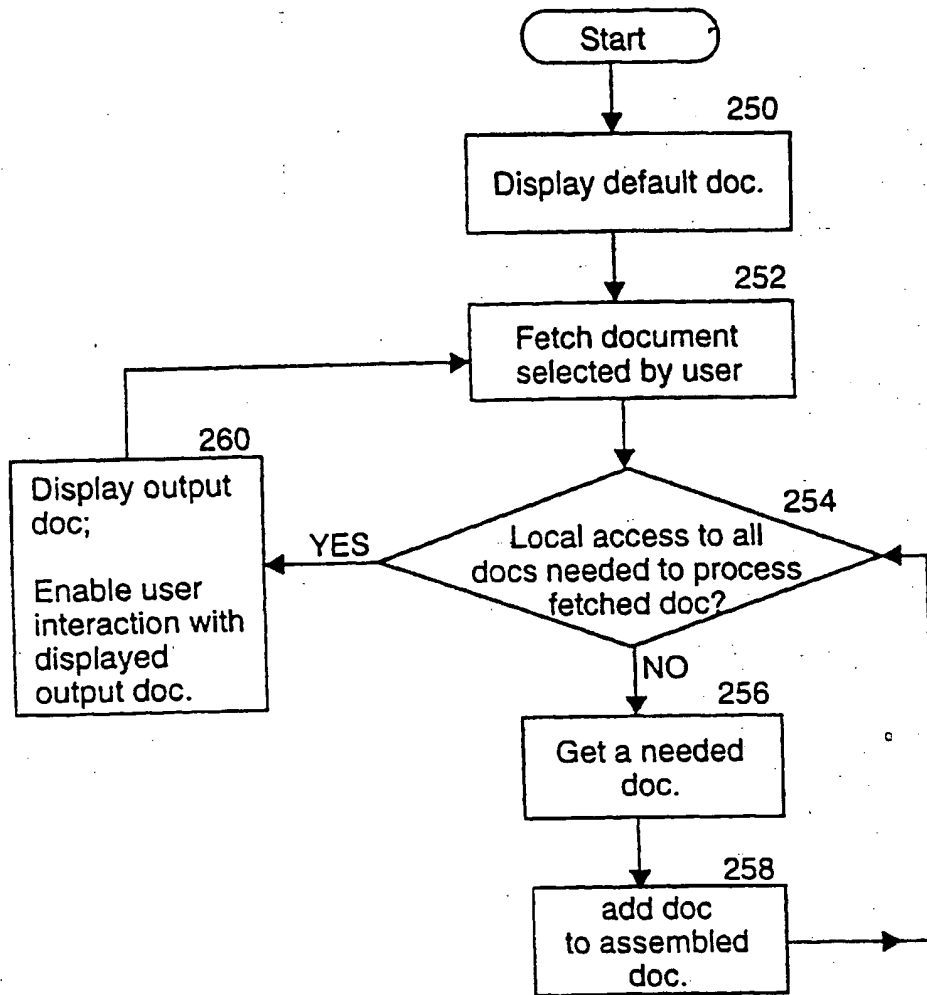 Start
250
Display default doc.
252
Fetch document
selected by user
260
Display output
doc;
Enable user
interaction with
displayed
output doc.
YES
254
Local access to all
docs needed to process
fetched doc?
NO
256
Get a needed
doc.
258
add doc
to assembled
doc.